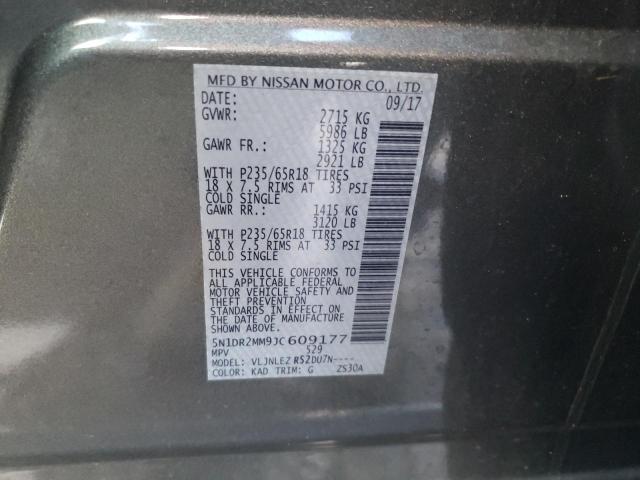 MFD BY NISSAN MOTOR CO., LTD.
DATE: 09/17
GVWR: 2715 KG
5986 LB
GAWR FR.: 1325 KG
2921 LB
WITH P235/65R18 TIRES
18 X 7.5 RIMS AT 33 PSI
COLD SINGLE
GAWR RR.: 1415 KG
3120 LB
WITH P235/65R18 TIRES
18 X 7.5 RIMS AT 33 PSI
COLD SINGLE
THIS VEHICLE CONFORMS TO
ALL APPLICABLE FEDERAL
MOTOR VEHICLE SAFETY AND
THEFT PREVENTION
STANDARDS IN EFFECT ON
THE DATE OF MANUFACTURE
SHOWN ABOVE.
5N1DR2MM9JC609177
MPV 529
MODEL: VLJNLEZ RS2DU7N----
COLOR: KAD TRIM: G ZS30A